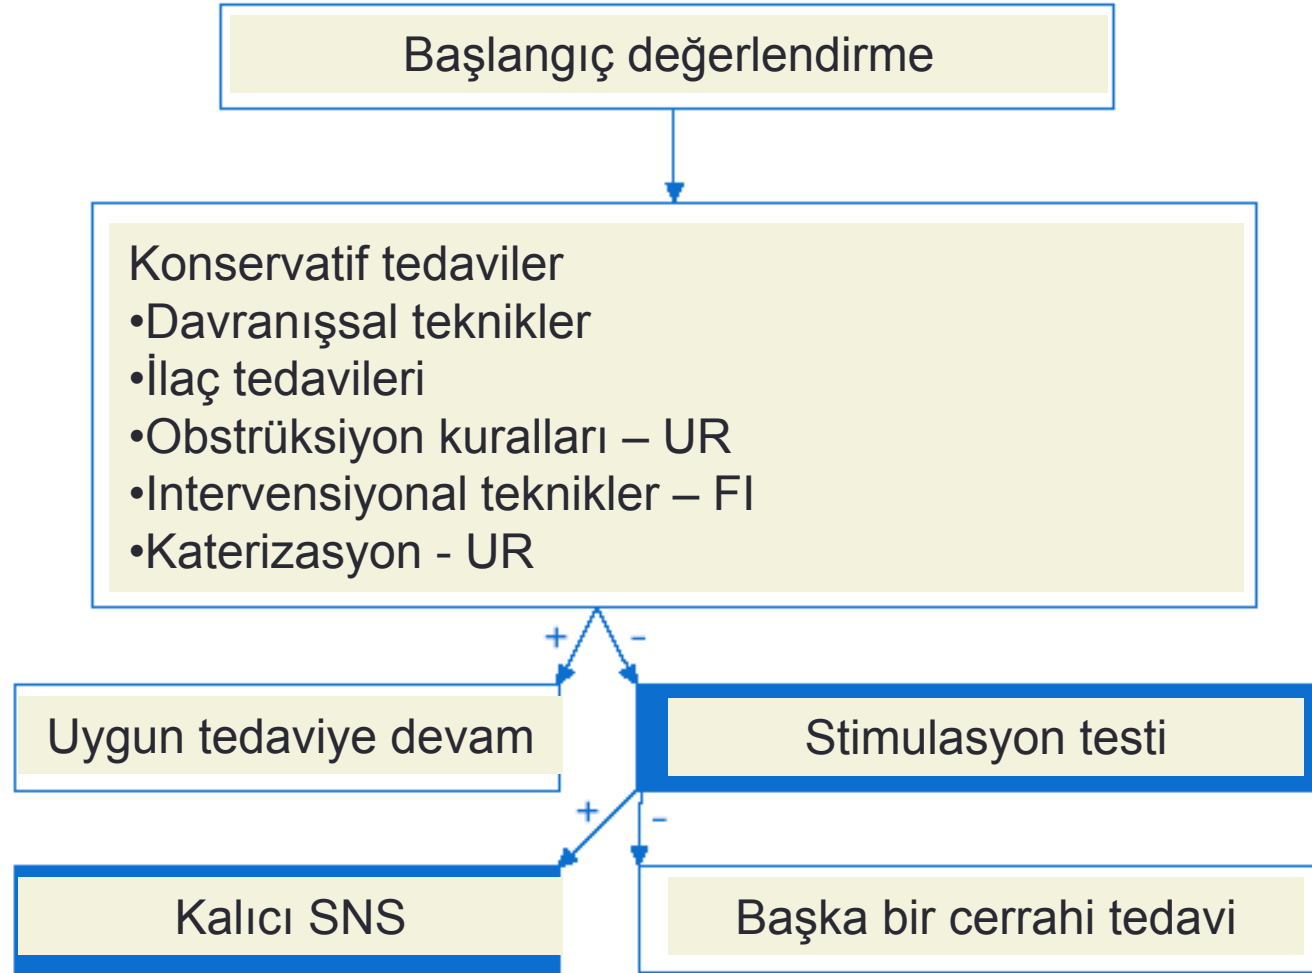 Başlangıç değerlendirme
Konservatif tedaviler
•Davranışsal teknikler
•İlaç tedavileri
•Obstrüksiyon kuralları – UR
•Intervensiyonal teknikler – FI
•Katerizasyon - UR
+ -
Uygun tedaviye devam
Stimulasyon testi
+ -
Kalıcı SNS
Başka bir cerrahi tedavi